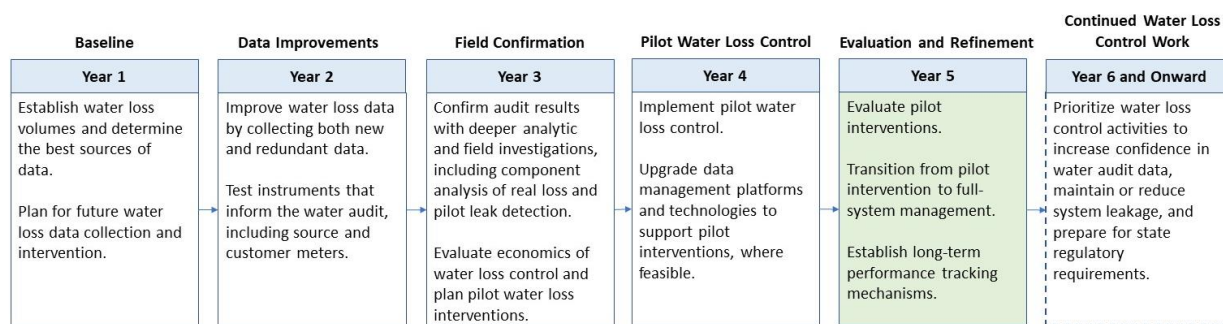 Baseline
Year 1
Establish water loss
volumes and determine
the best sources of
data.
Plan for future water
loss data collection and
intervention.
Data Improvements
Year 2
Improve water loss data
by collecting both new
and redundant data.
Test instruments that
inform the water audit,
including source and
customer meters.
Field Confirmation
Year 3
Confirm audit results
with deeper analytic
and field investigations,
including component
analysis of real loss and
pilot leak detection.
Evaluate economics of
water loss control and
plan pilot water loss
interventions.
Pilot Water Loss Control
Year 4
Implement pilot water
loss control.
Upgrade data
management platforms
and technologies to
support pilot
interventions, where
feasible.
Evaluation and Refinement
Year 5
Evaluate pilot
interventions.
Transition from pilot
intervention to full-
system management.
Establish long-term
performance tracking
mechanisms.
Continued Water Loss
Control Work
Year 6 and Onward
Prioritize water loss
control activities to
increase confidence in
water audit data,
maintain or reduce
system leakage, and
prepare for state
regulatory
requirements.